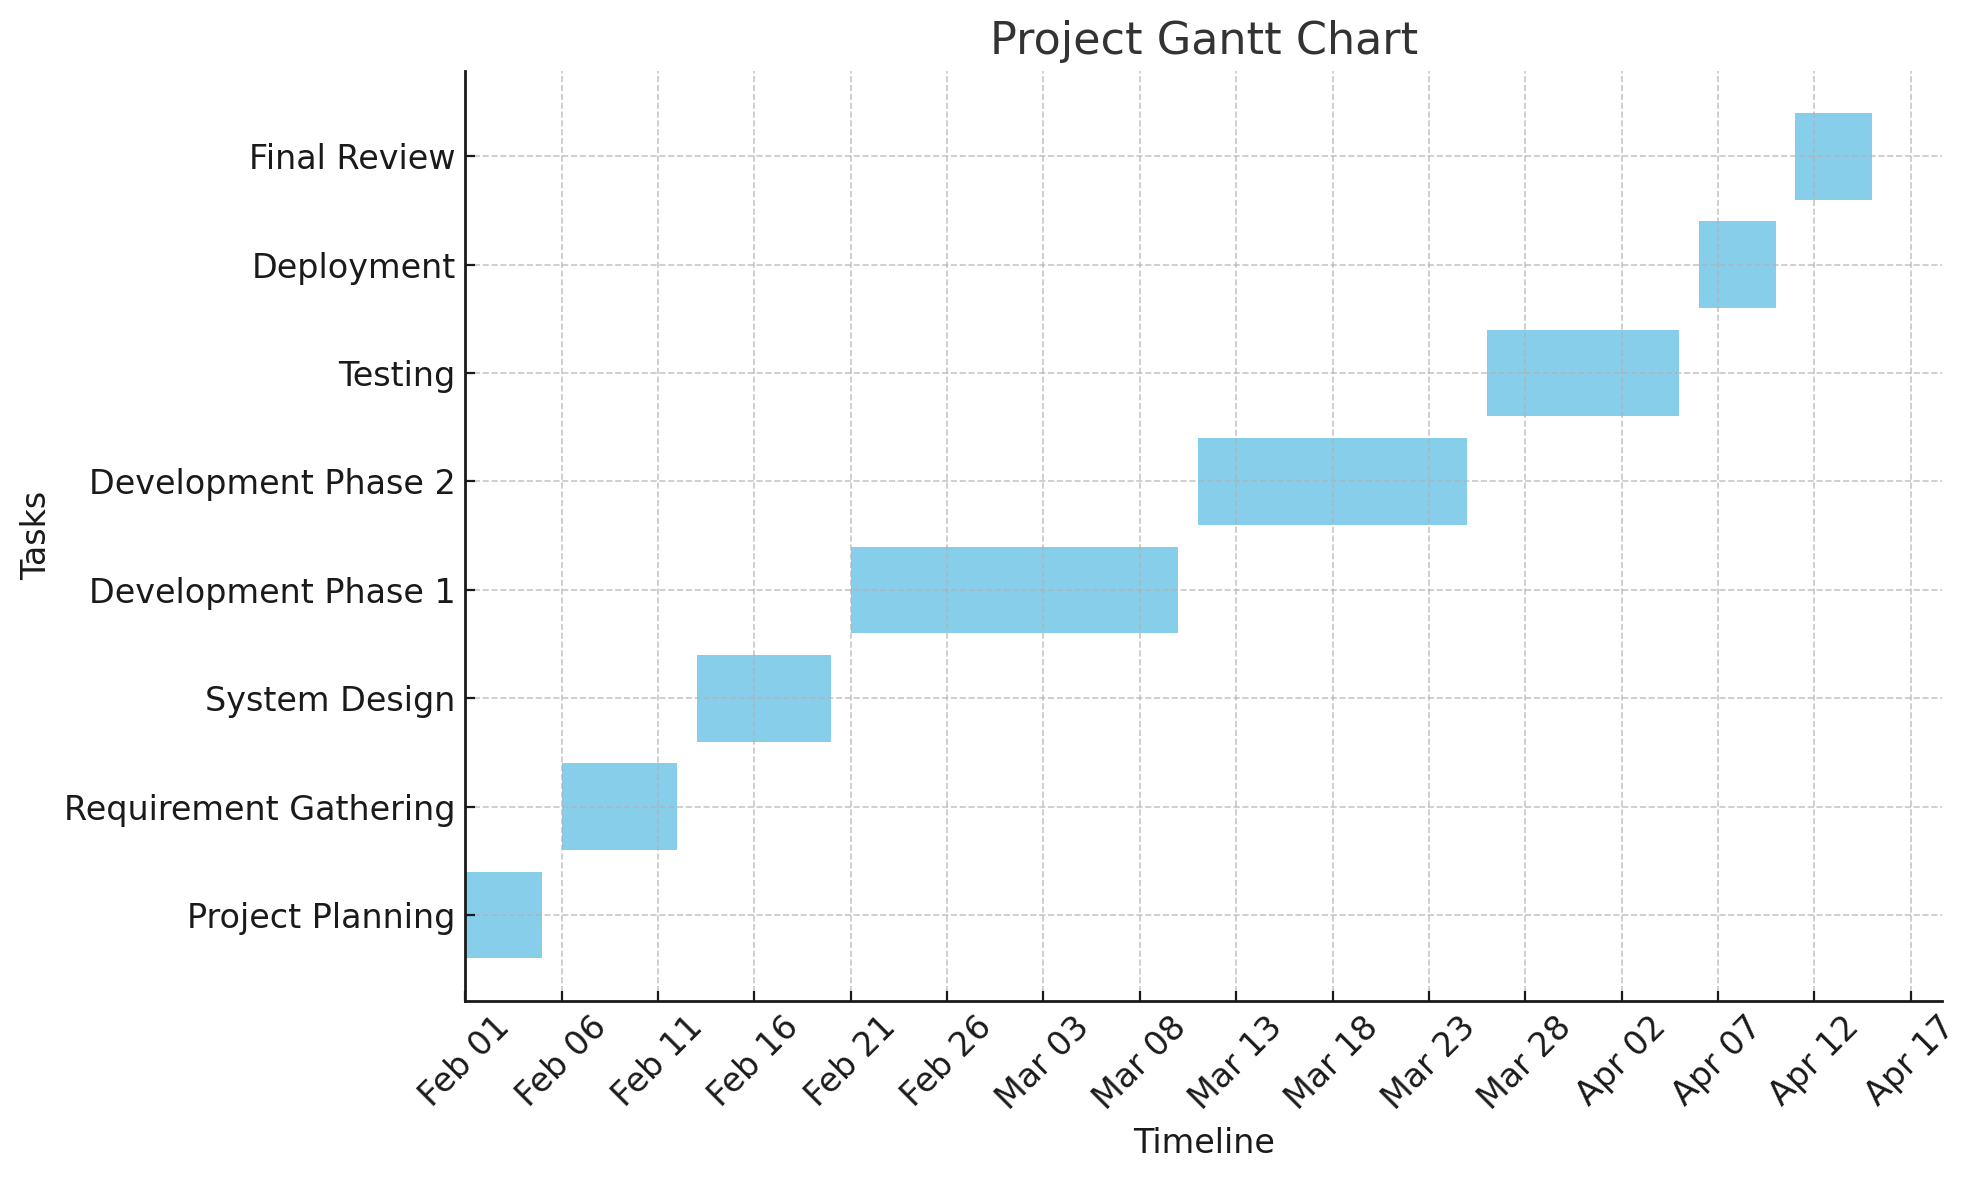 Project Gantt Chart
Final Review
Deployment
Testing
Development Phase 2
Development Phase 1
System Design
Requirement Gathering
Project Planning
Tasks
Feb 01
Feb 06
Feb 11
Feb 16
Feb 21
Feb 26
Mar 03
Mar 08
Mar 13
Mar 18
Mar 23
Mar 28
Apr 02
Apr 07
Apr 12
Apr 17
Timeline